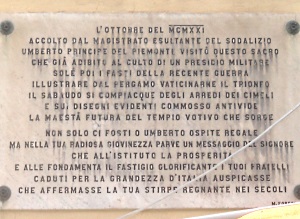 L'OTTOBRE DEL MCMXXI
ACCOLTO DAL MAGISTRATO ESULTANTE DEL SODALIZIO
UMBERTO PRINCIPE DEL PIEMONTE VISITÒ QUESTO SACRO
CHE GIÀ ADIBITO AL CULTO DI UN PRESIDIO MILITARE
SOLE POI I FASTI DELLA RECENTE GUERRA
ILLUSTRARE DAL PERGAMO VATICINARNE IL TRIONFO
IL SABAUDO SI COMPIACQUE DEGLI ARREDI DEI CIMELI
E SUI DISEGNI EVIDENTI COMMOSSO ANTIVIDE
LA MAESTÀ FUTURA DEL TEMPIO VOTIVO CHE SORGE
NON SOLO CI FOSTI O UMBERTO OSPITE REGALE
MA NELLA TUA RADIOSA GIOVINEZZA PARVE UN MESSAGGIO DEL SIGNORE
CHE ALL'ISTITUTO LA PROSPERITÀ
E ALLE FONDAMENTA IL FASTIGIO GLORIFICANTE I TUOI FRATELLI
CADUTI PER LA GRANDEZZA D'ITALIA AUSPICASSE
CHE AFFERMASSE LA TUA STIRPE REGNANTE NEI SECOLI